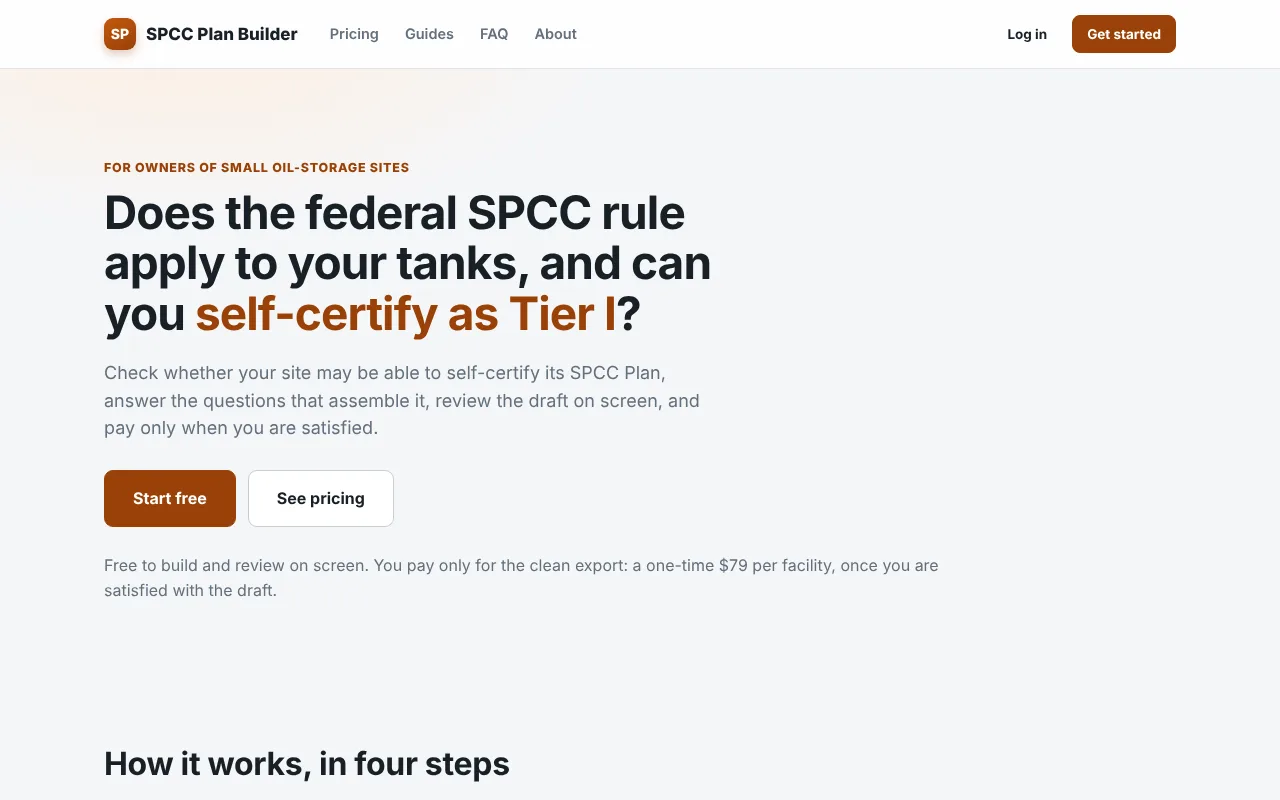 SP SPCC Plan Builder Pricing Guides FAQ About Log in Get started
FOR OWNERS OF SMALL OIL-STORAGE SITES
Does the federal SPCC rule
apply to your tanks, and can
you self-certify as Tier I?
Check whether your site may be able to self-certify its SPCC Plan,
answer the questions that assemble it, review the draft on screen, and
pay only when you are satisfied.
Start free See pricing
Free to build and review on screen. You pay only for the clean export: a one-time $79 per facility, once you are
satisfied with the draft.
How it works, in four steps